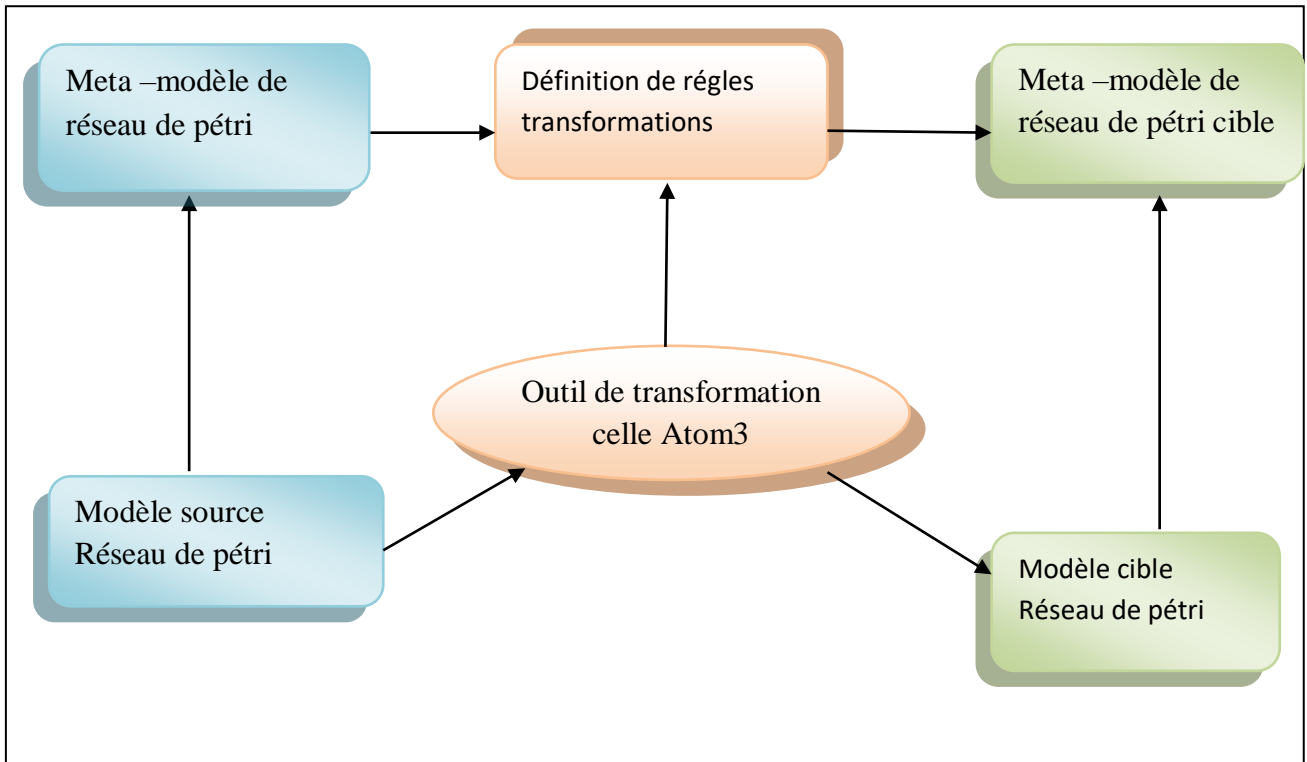 Meta –modèle de
réseau de pétri
Définition de régles
transformations
Meta –modèle de
réseau de pétri cible
Outil de transformation
celle Atom3
Modèle source
Réseau de pétri
Modèle cible
Réseau de pétri